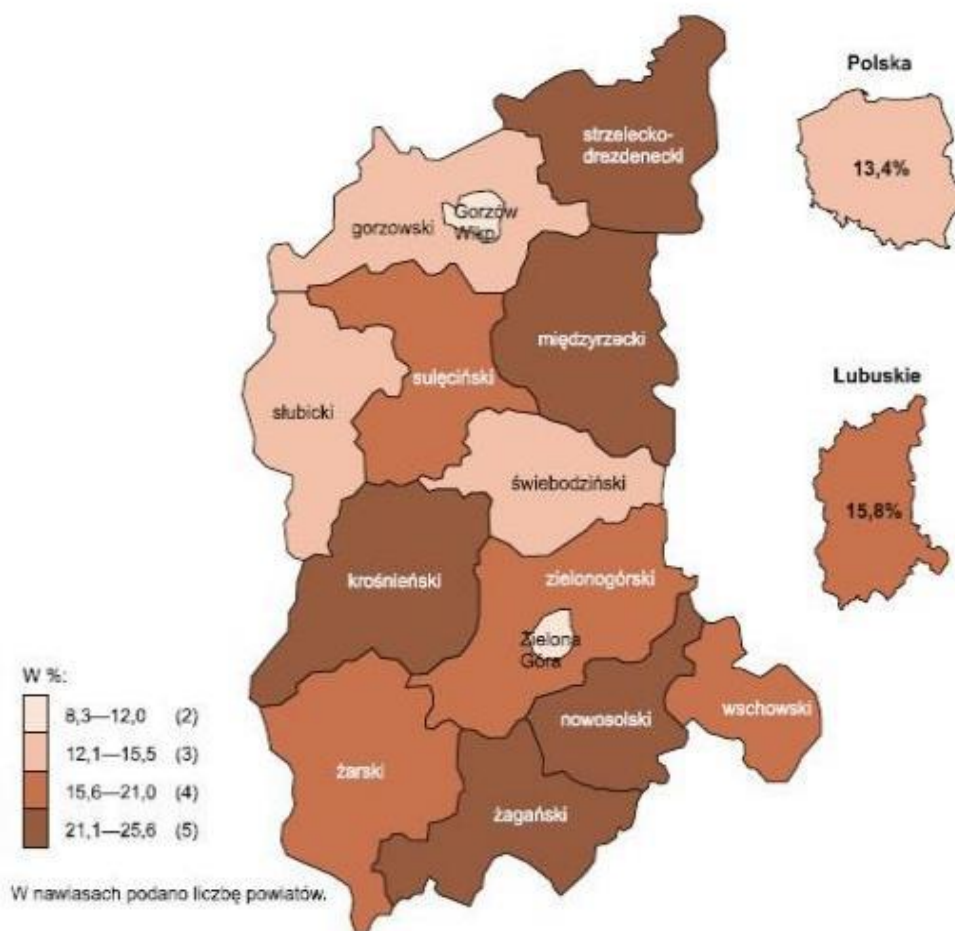 Polska
13,4%
strzelecko-
drezdenecki
Gorzów
Wlkp.
gorzowski
międzyrzecki
Lubuskie
15,8%
sulęciński
słubicki
świebodziński
krośnieński
zielonogórski
Zielona
Góra
W %:
8,3—12,0 (2)
12,1—15,5 (3)
15,6—21,0 (4)
21,1—25,6 (5)
nowosolski
wschowski
żarski
żagański
W nawiasach podano liczbę powiatów.